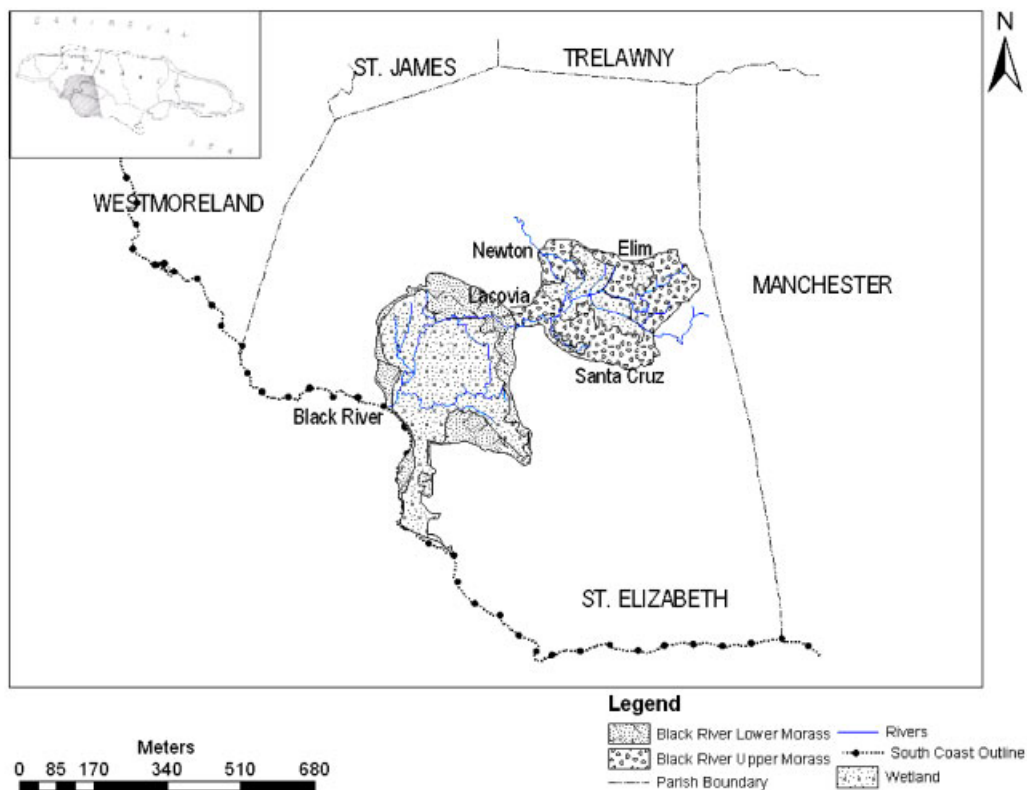 N
ST. JAMES
TRELAWNY
WESTMORELAND
Newton
Elim
Lacovia
MANCHESTER
Santa Cruz
Black River
ST. ELIZABETH
Legend
Black River Lower Morass
Rivers
Black River Upper Morass
South Coast Outline
Parish Boundary
Wetland
Meters
0 85 170 340 510 680